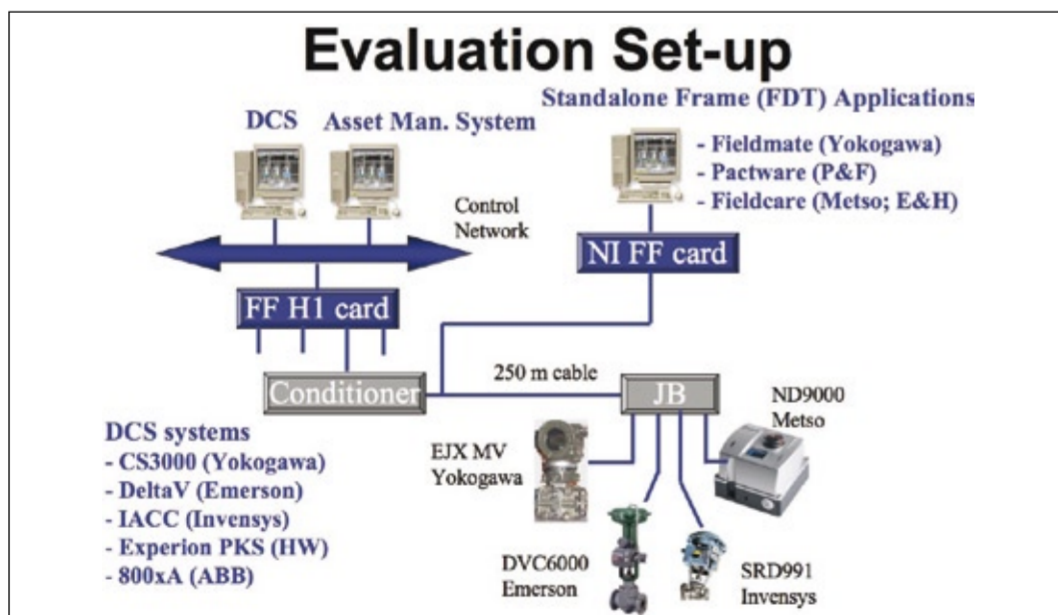 Evaluation Set-up
Standalone Frame (FDT) Applications
DCS
Asset Man. System
- Fieldmate (Yokogawa)
- Pactware (P&F)
- Fieldcare (Metso; E&H)
Control
Network
NI FF card
FF H1 card
250 m cable
Conditioner
JB
ND9000
Metso
DCS systems
- CS3000 (Yokogawa)
- DeltaV (Emerson)
- IACC (Invensys)
- Experion PKS (HW)
- 800xA (ABB)
EJX MV
Yokogawa
DVC6000
Emerson
SRD991
Invensys